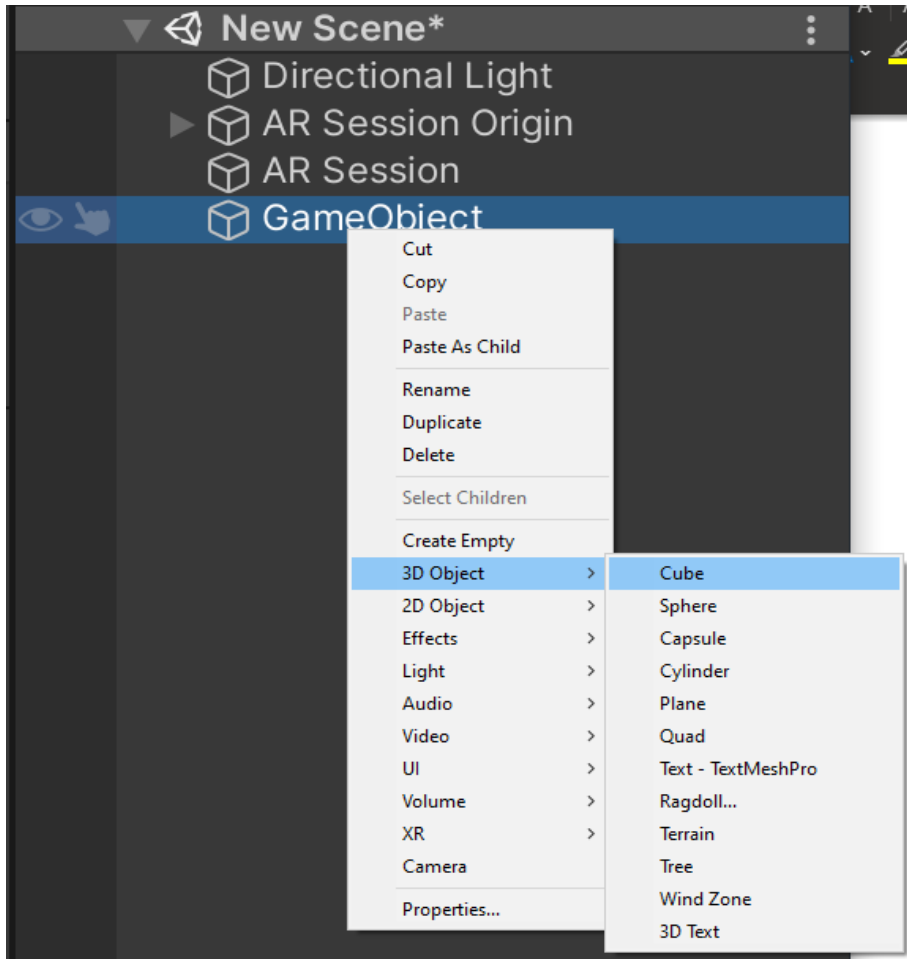 New Scene*
Directional Light
AR Session Origin
AR Session
GameObject
Cut
Copy
Paste
Paste As Child
Rename
Duplicate
Delete
Select Children
Create Empty
3D Object
2D Object
Effects
Light
Audio
Video
UI
Volume
XR
Camera
Properties...
Cube
Sphere
Capsule
Cylinder
Plane
Quad
Text - TextMeshPro
Ragdoll...
Terrain
Tree
Wind Zone
3D Text